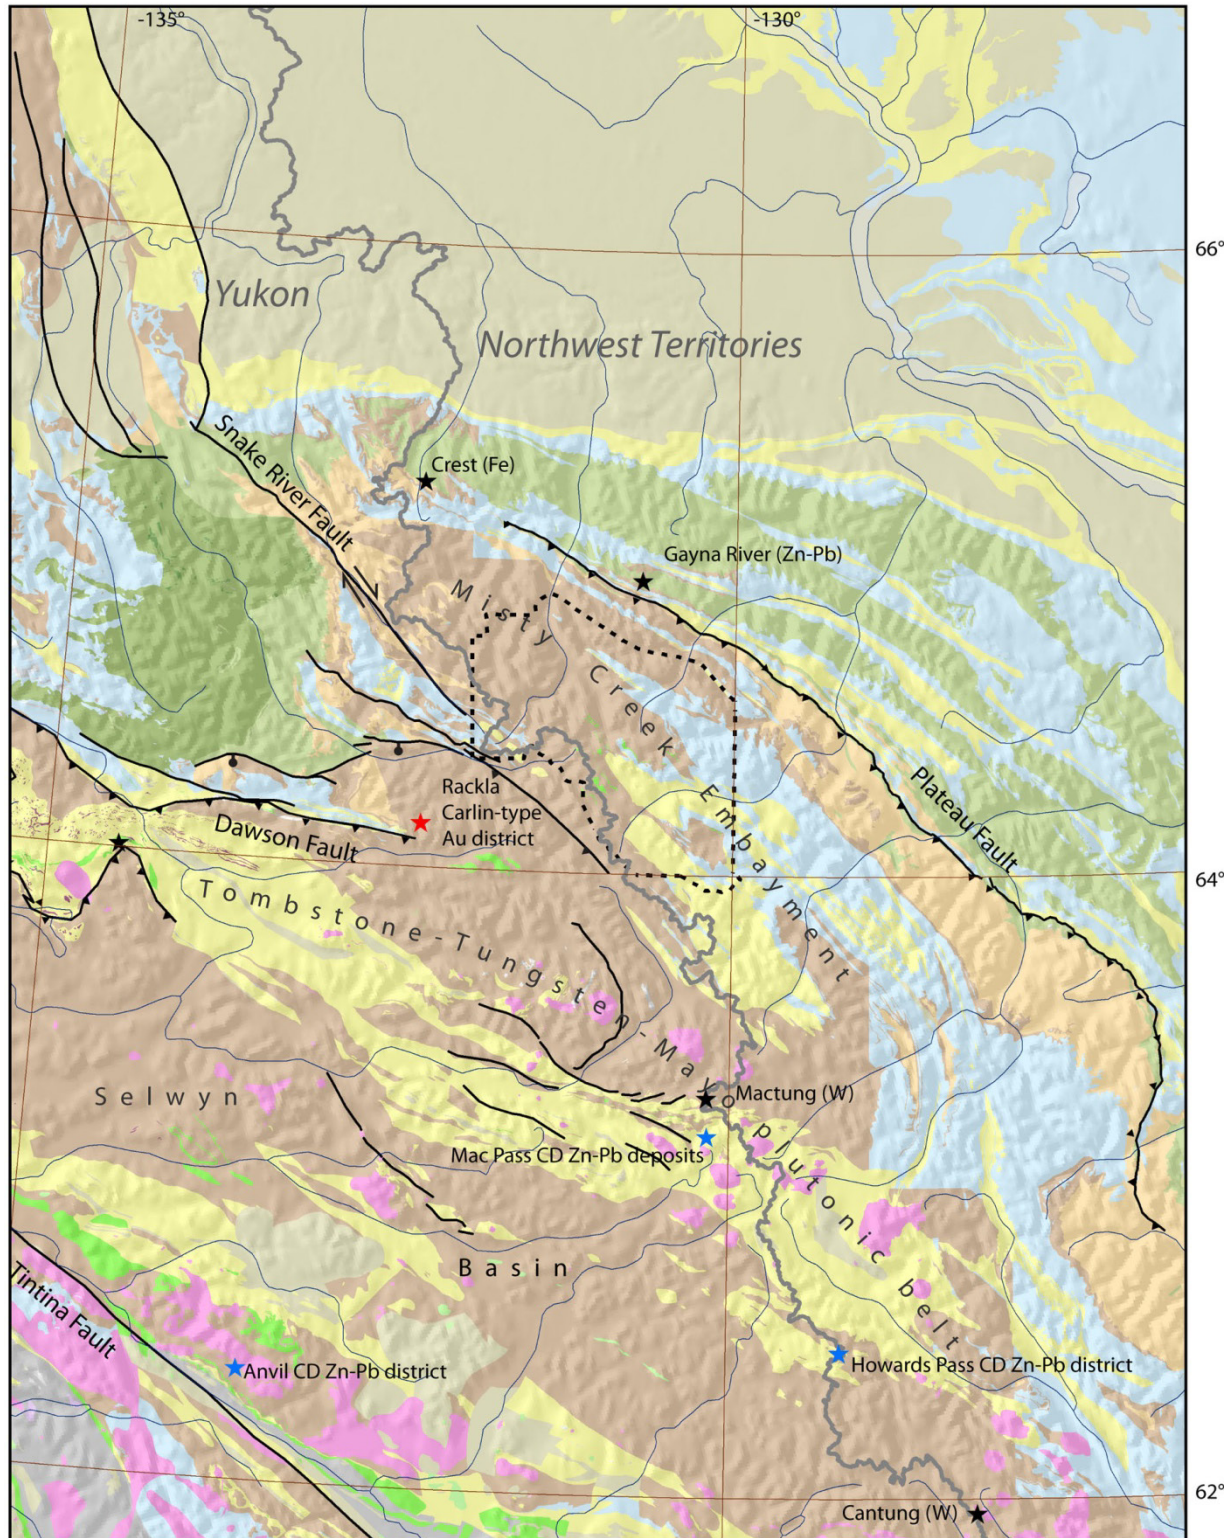 -135°
-130°
66°
Yukon
Northwest Territories
Snake River Fault
Crest (Fe)
Gayna River (Zn-Pb)
Misty Creek Embayment
Plateau Fault
Rackla
Carlin-type
Au district
Dawson Fault
64°
Tombstone-Tungsten-Mayo plutonic belt
Selwyn
Mactung (W)
Mac Pass CD Zn-Pb deposits
Basin
Tintina Fault
Anvil CD Zn-Pb district
Howards Pass CD Zn-Pb district
62°
Cantung (W)